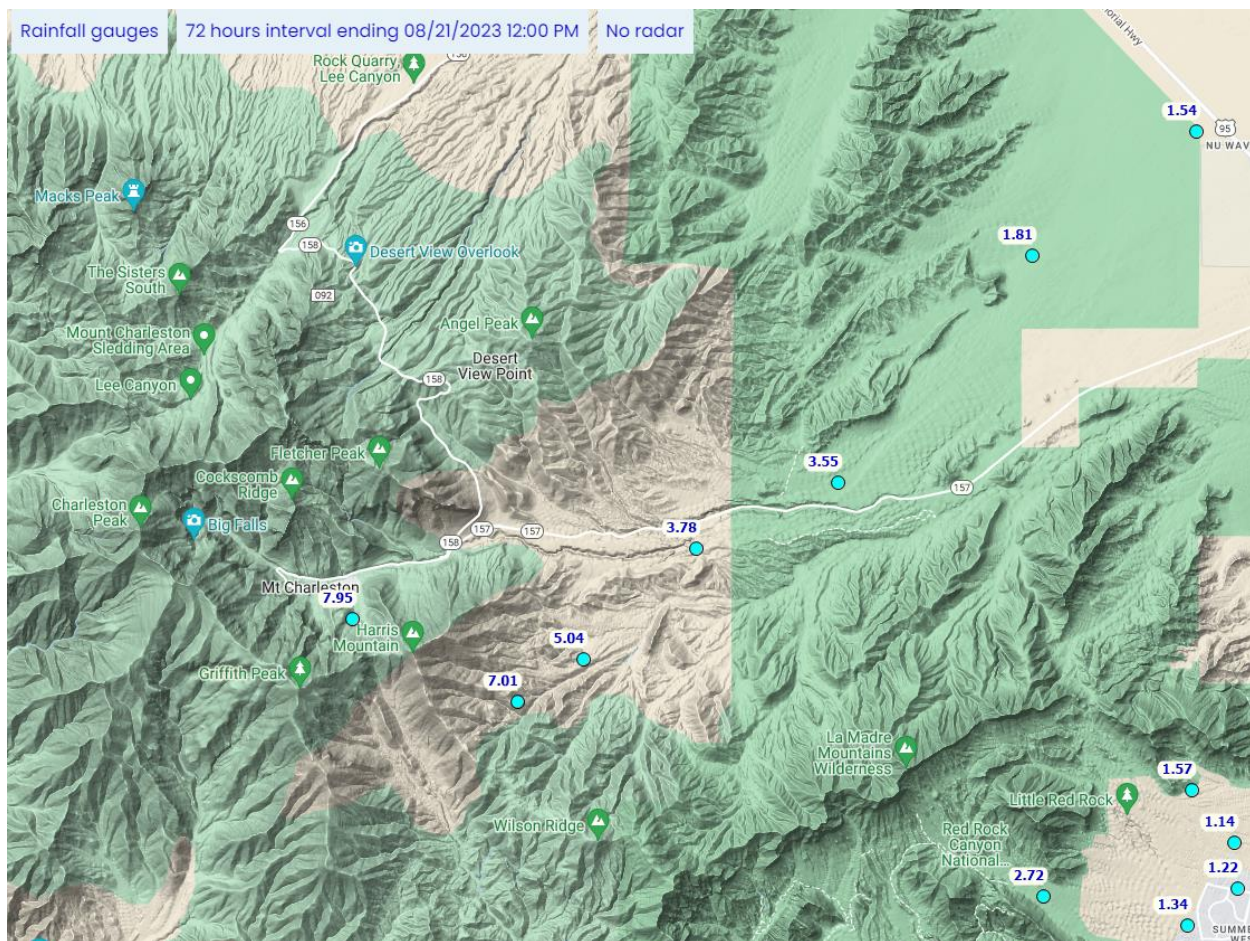 Rainfall gauges
72 hours interval ending 08/21/2023 12:00 PM
No radar
Rock Quarry,
Lee Canyon
1.54
95
NU WAV
Macks Peak
156
158
Desert View Overlook
1.81
The Sisters
South
092
Mount Charleston
Sledding Area
Angel Peak
Desert
View Point
Lee Canyon
158
Fletcher Peak
Cockscomb
Ridge
3.55
157
Charleston
Peak
Big Falls
157
157
3.78
158
Mt Charleston
7.95
Harris
Mountain
5.04
Griffith Peak
7.01
La Madre
Mountains
Wilderness
1.57
Little Red Rock
Wilson Ridge
1.14
Red Rock
Canyon
National...
2.72
1.22
1.34
SUMME